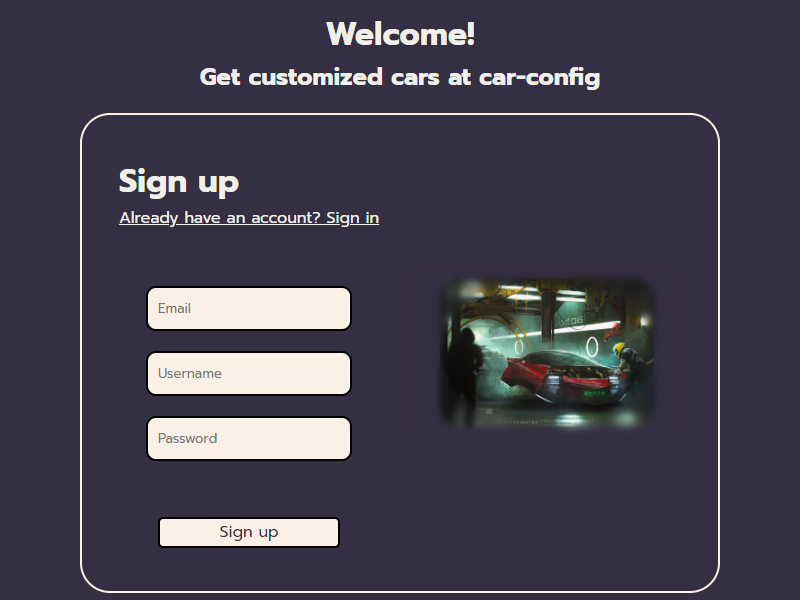 Welcome!
Get customized cars at car-config
Sign up
Already have an account? Sign in
Email
Username
Password
Sign up